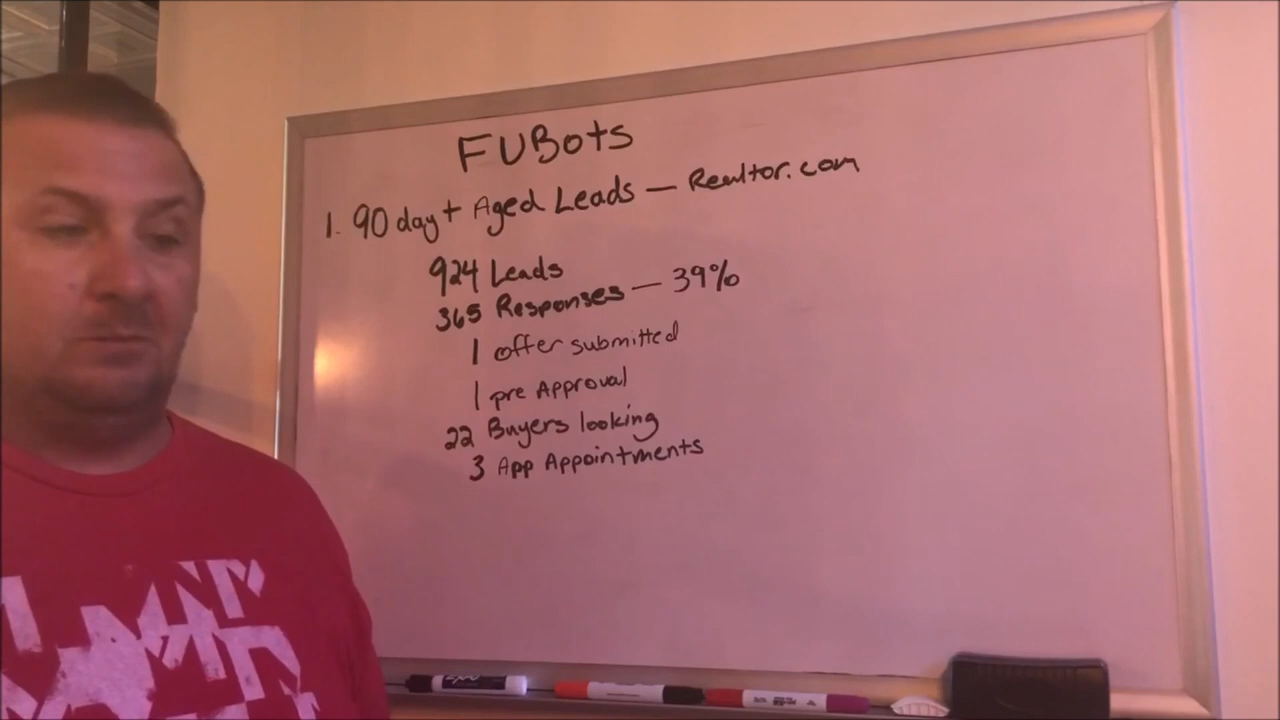 FUBots
1. 90 day+ Aged Leads — Realtor.com
924 Leads
365 Responses — 39%
1 offer submitted
1 pre Approval
22 Buyers looking
3 App Appointments